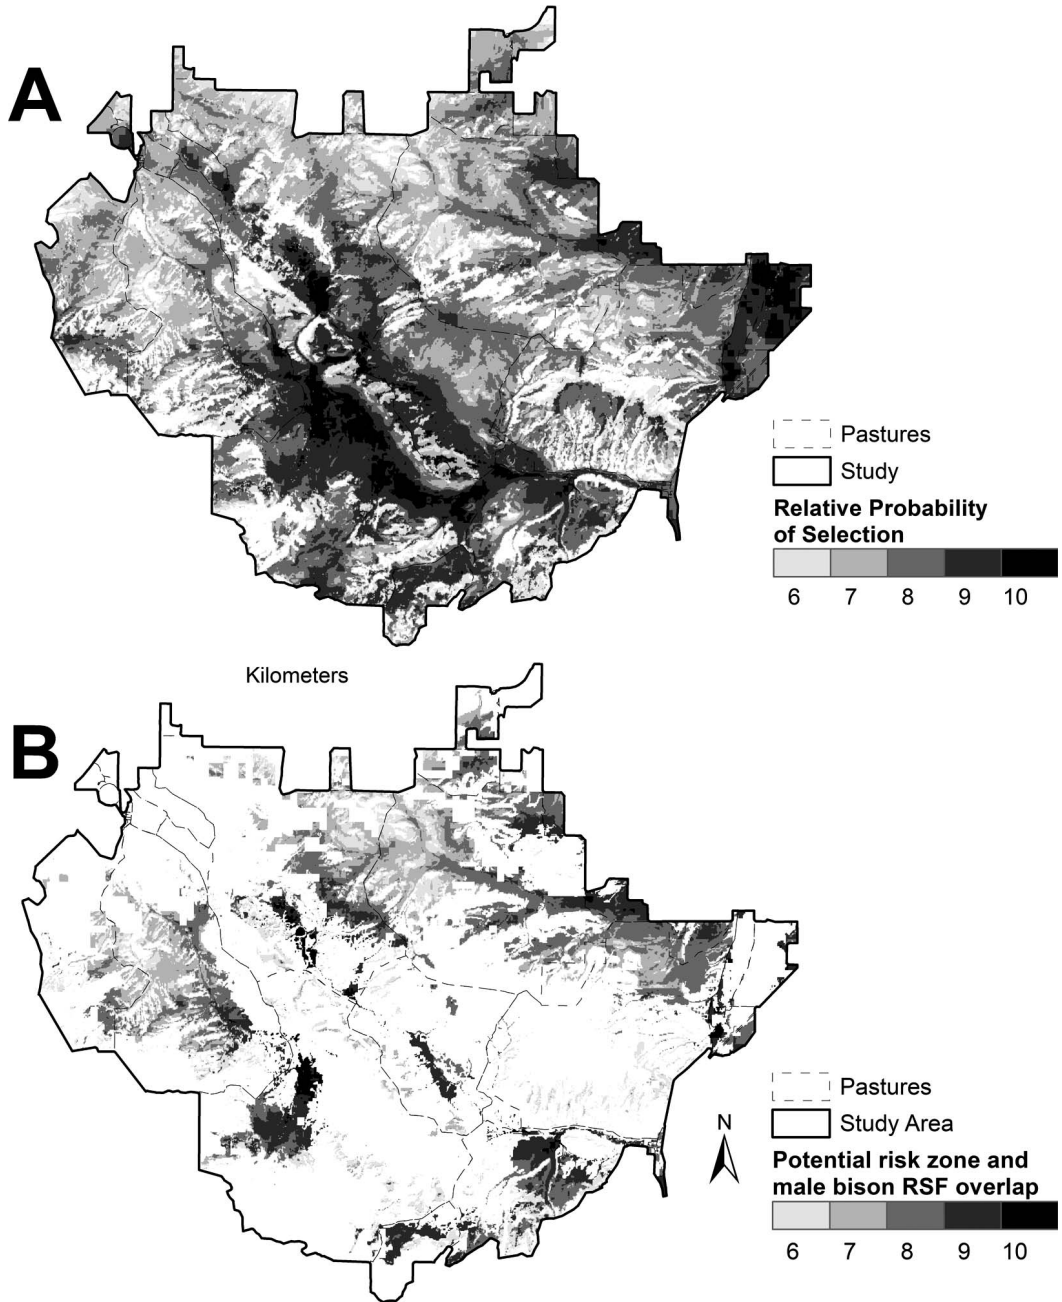 A
Pastures
Study
Relative Probability
of Selection
6 7 8 9 10
Kilometers
B
N
Pastures
Study Area
Potential risk zone and
male bison RSF overlap
6 7 8 9 10